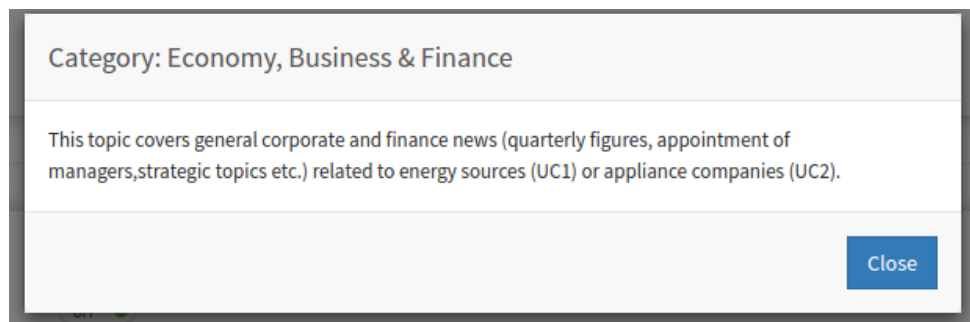 Category: Economy, Business & Finance
This topic covers general corporate and finance news (quarterly figures, appointment of
managers,strategic topics etc.) related to energy sources (UC1) or appliance companies (UC2).
Close